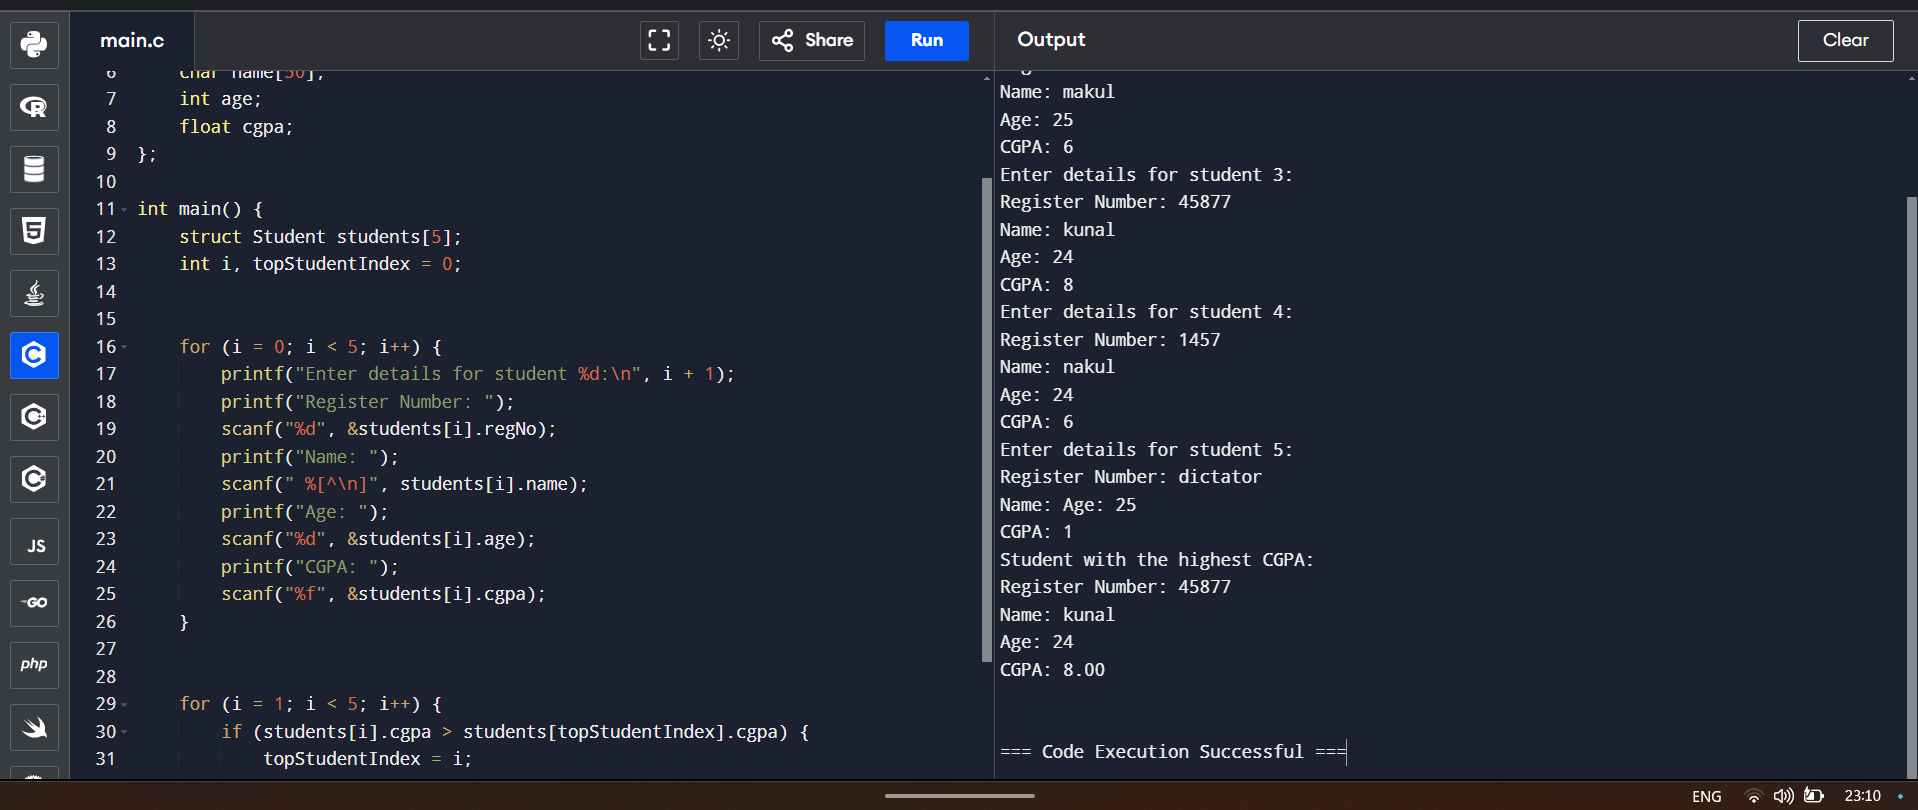 main.c
Share
Run
Output
Clear
6 char name[50];
7 int age;
8 float cgpa;
9 };
10
11 int main() {
12 struct Student students[5];
13 int i, topStudentIndex = 0;
14
15
16 for (i = 0; i < 5; i++) {
17 printf("Enter details for student %d:\n", i + 1);
18 printf("Register Number: ");
19 scanf("%d", &students[i].regNo);
20 printf("Name: ");
21 scanf(" %[^\n]", students[i].name);
22 printf("Age: ");
23 scanf("%d", &students[i].age);
24 printf("CGPA: ");
25 scanf("%f", &students[i].cgpa);
26 }
27
28
29 for (i = 1; i < 5; i++) {
30 if (students[i].cgpa > students[topStudentIndex].cgpa) {
31 topStudentIndex = i;
Name: makul
Age: 25
CGPA: 6
Enter details for student 3:
Register Number: 45877
Name: kunal
Age: 24
CGPA: 8
Enter details for student 4:
Register Number: 1457
Name: nakul
Age: 24
CGPA: 6
Enter details for student 5:
Register Number: dictator
Name: Age: 25
CGPA: 1
Student with the highest CGPA:
Register Number: 45877
Name: kunal
Age: 24
CGPA: 8.00
=== Code Execution Successful ===
R
5
C
C
C
JS
GO
php
ENG
23:10